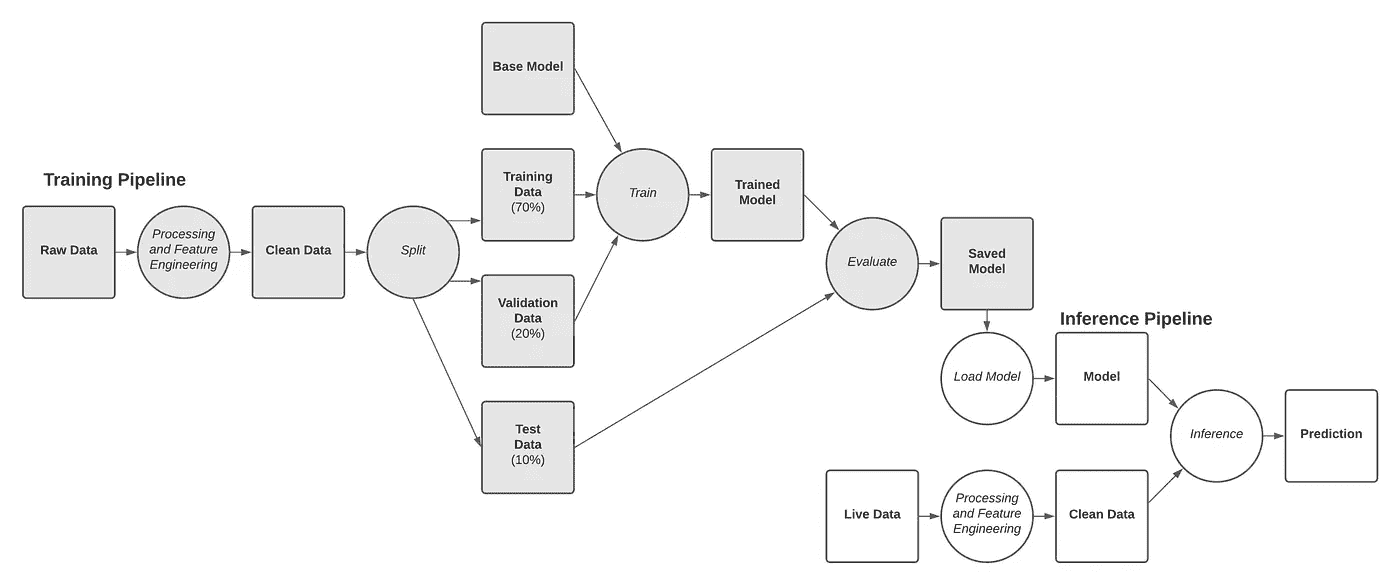 Base Model
Training Pipeline
Raw Data
Processing
and Feature
Engineering
Clean Data
Split
Training
Data
(70%)
Validation
Data
(20%)
Test
Data
(10%)
Train
Trained
Model
Evaluate
Saved
Model
Inference Pipeline
Load Model
Model
Live Data
Processing
and Feature
Engineering
Clean Data
Inference
Prediction